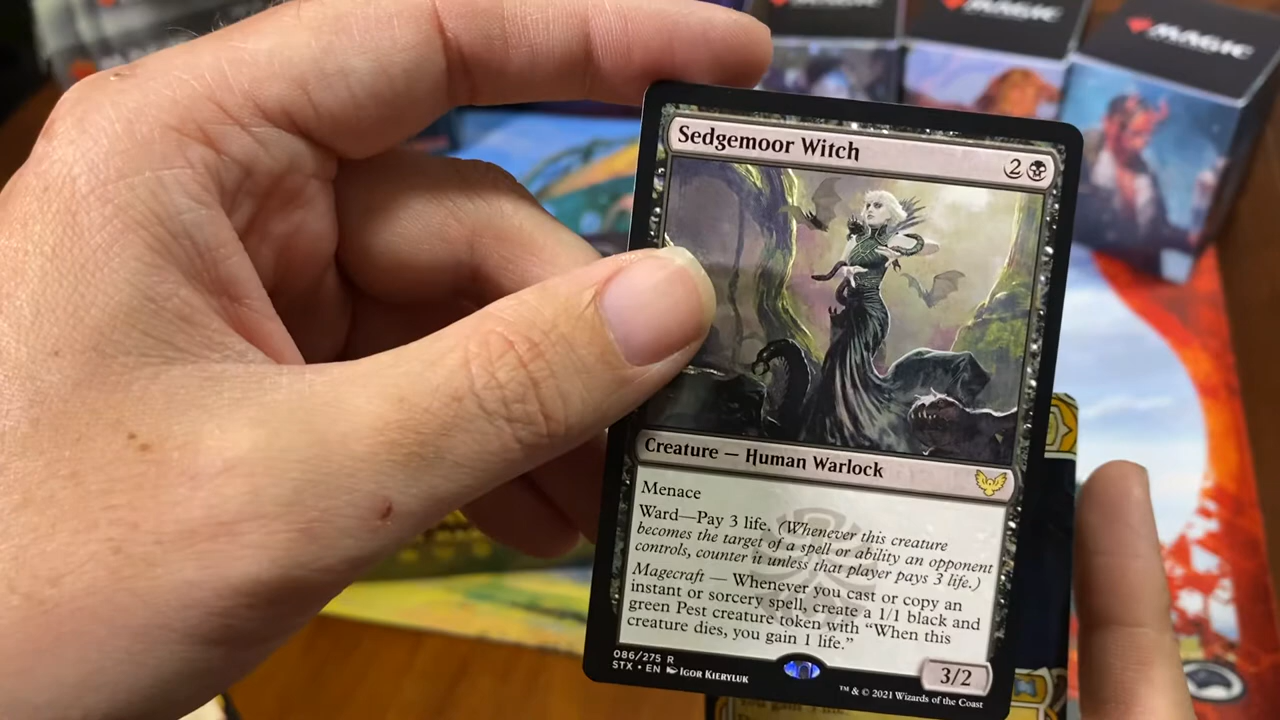 MAGIC
MAGIC
MAGIC
Sedgemoor Witch
2
Creature — Human Warlock
Menace
Ward—Pay 3 life. (Whenever this creature
becomes the target of a spell or ability an opponent
controls, counter it unless that player pays 3 life.)
Magecraft — Whenever you cast or copy an
instant or sorcery spell, create a 1/1 black and
green Pest creature token with “When this
creature dies, you gain 1 life.”
3/2
086/275 R
STX • EN Igor Kieryluk
™ & © 2021 Wizards of the Coast